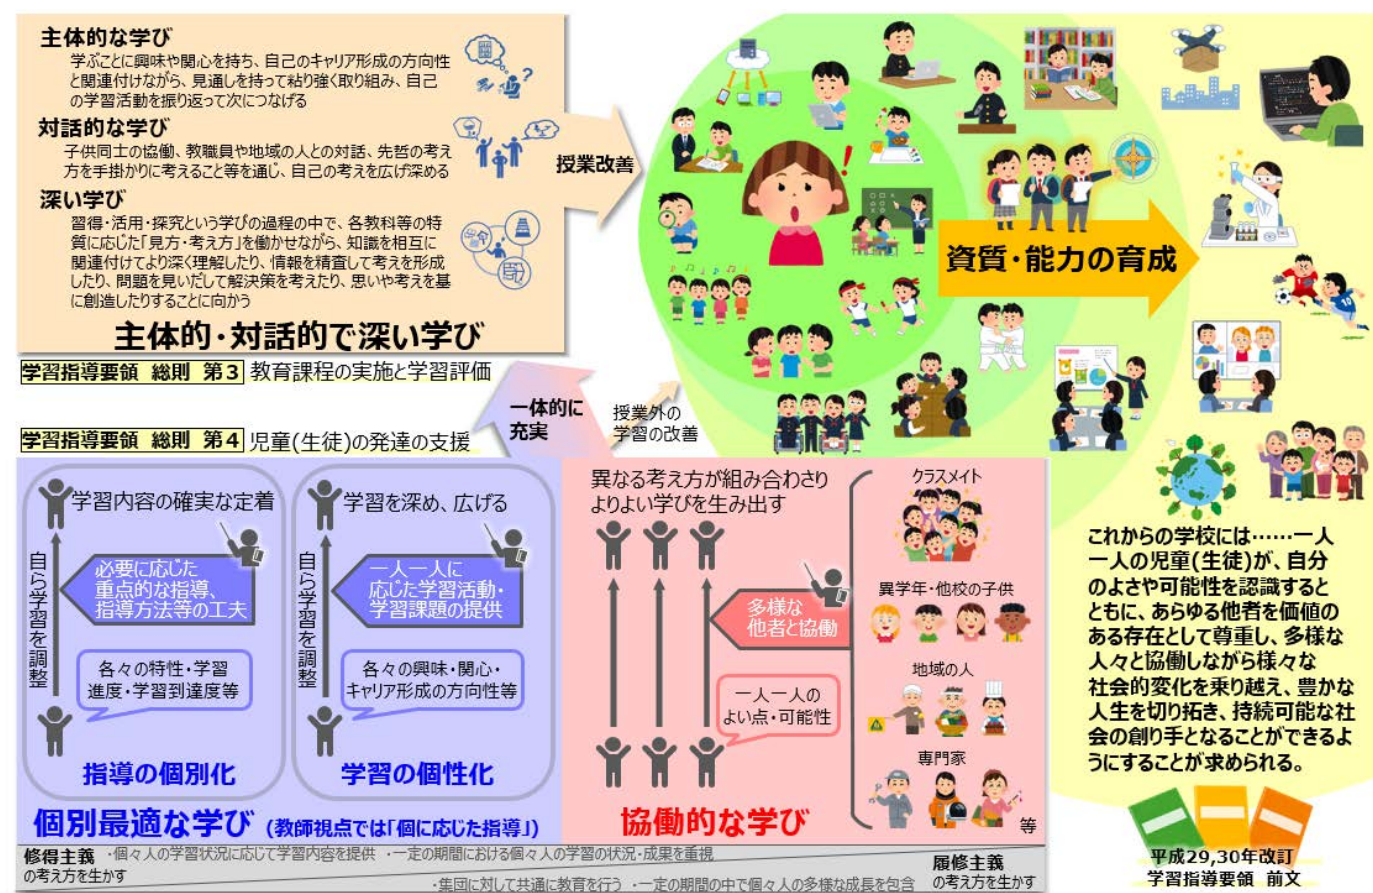 主体的な学び
学ぶことに興味や関心を持ち、自己のキャリア形成の方向性
と関連付けながら、見通しを持って粘り強く取り組み、自己
の学習活動を振り返って次につなげる
対話的な学び
子供同士の協働、教職員や地域の人との対話、先哲の考え
方を手掛かりに考えること等を通じ、自己の考えを広げ深める
深い学び
習得・活用・探究という学びの過程の中で、各教科等の特
質に応じた「見方・考え方」を働かせながら、知識を相互に
関連付けてより深く理解したり、情報を精査して考えを形成
したり、問題を見いだして解決策を考えたり、思いや考えを基
に創造したりすることに向かう
主体的・対話的で深い学び
授業改善
資質・能力の育成
学習指導要領 総則 第3 教育課程の実施と学習評価
一体的に
充実
授業外の
学習の改善
学習指導要領 総則 第4 児童(生徒)の発達の支援
学習内容の確実な定着
自ら学習を調整
必要に応じた
重点的な指導、
指導方法等の工夫
各々の特性・学習
進度・学習到達度等
指導の個別化
学習を深め、広げる
自ら学習を調整
一人一人に
応じた学習活動・
学習課題の提供
各々の興味・関心・
キャリア形成の方向性等
学習の個性化
個別最適な学び (教師視点では「個に応じた指導」)
異なる考え方が組み合わさり
よりよい学びを生み出す
多様な
他者と協働
一人一人の
よい点・可能性
協働的な学び
クラスメイト
異学年・他校の子供
地域の人
専門家
等
これからの学校には……一人
一人の児童(生徒)が、自分
のよさや可能性を認識すると
ともに、あらゆる他者を価値の
ある存在として尊重し、多様な
人々と協働しながら様々な
社会的変化を乗り越え、豊かな
人生を切り拓き、持続可能な社
会の創り手となることができるよ
うにすることが求められる。
平成29,30年改訂
学習指導要領 前文
修得主義
の考え方を生かす
・個々人の学習状況に応じて学習内容を提供 ・一定の期間における個々人の学習の状況・成果を重視
・集団に対して共通に教育を行う ・一定の期間の中で個々人の多様な成長を包含
履修主義
の考え方を生かす